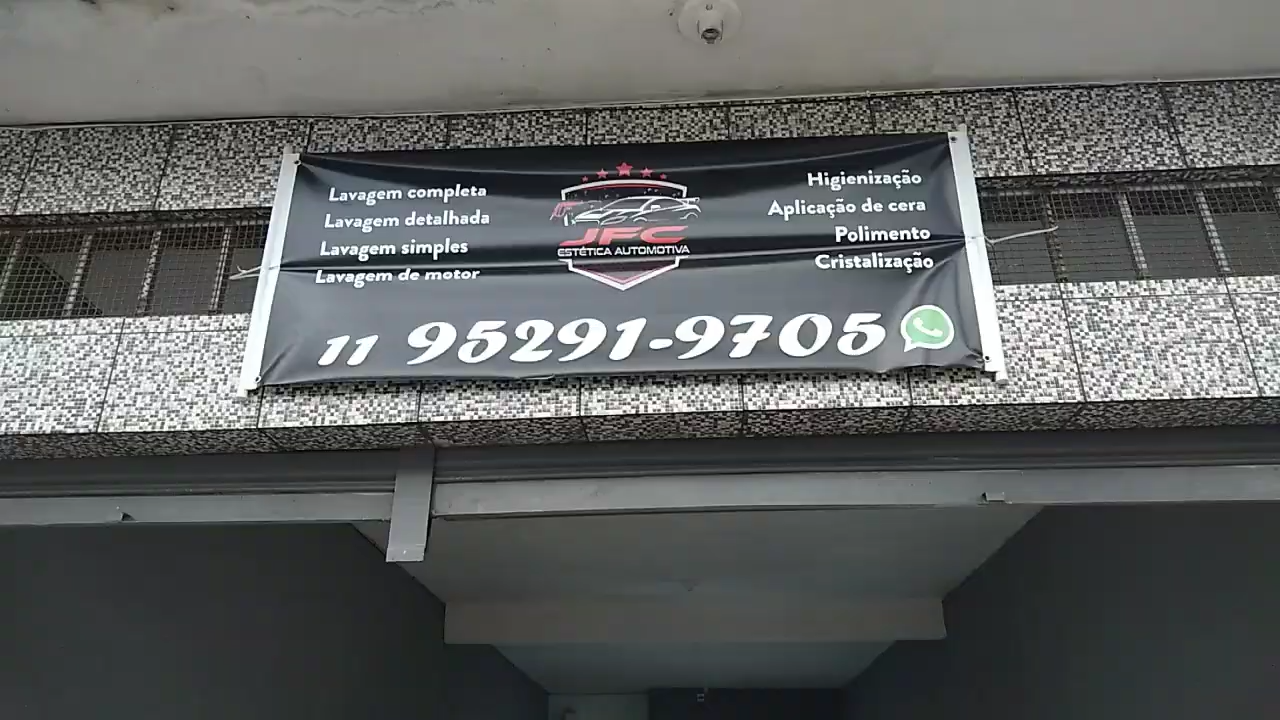 Lavagem completa
Lavagem detalhada
Lavagem simples
Lavagem de motor
JFC
ESTÉTICA AUTOMOTIVA
Higienização
Aplicação de cera
Polimento
Cristalização
11 95291-9705